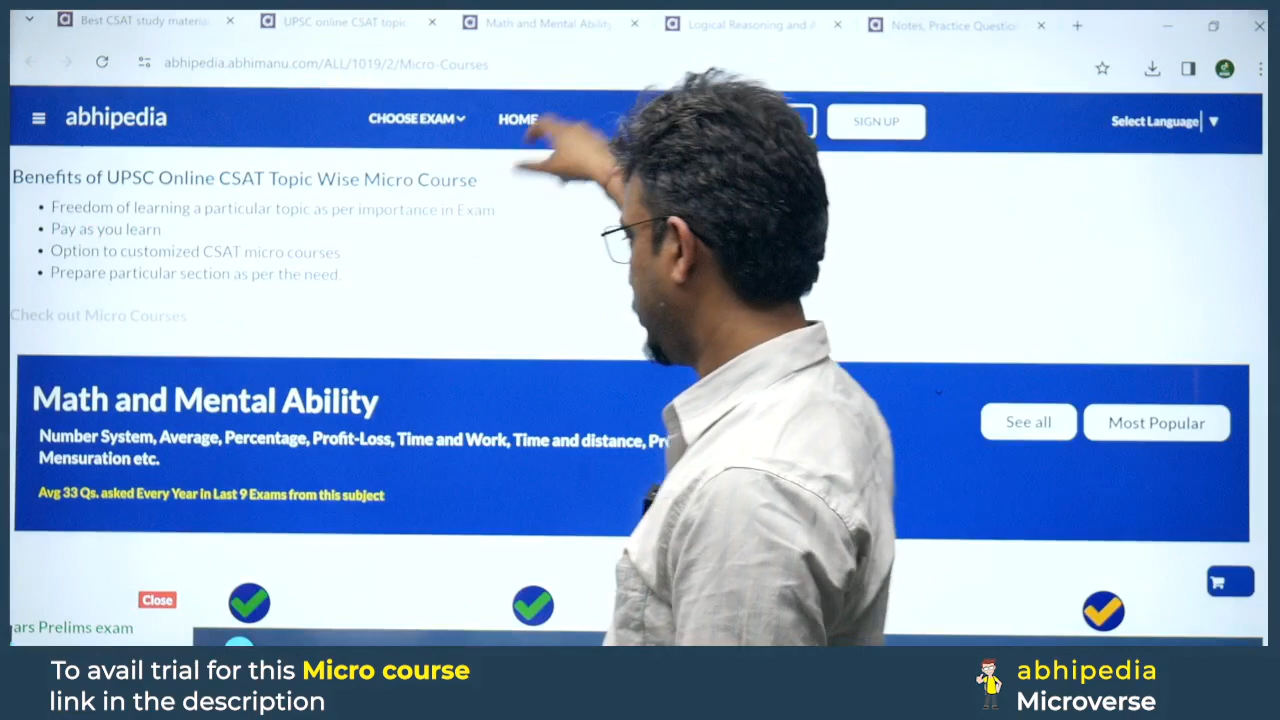 Best CSAT study materia
UPSC online CSAT topic
Math and Mental Ability
Logical Reasoning and A
Notes, Practice Questio
abhipedia.abhimanu.com/ALL/1019/2/Micro-Courses
abhipedia
CHOOSE EXAM
HOME
SIGN UP
Select Language
Benefits of UPSC Online CSAT Topic Wise Micro Course
• Freedom of learning a particular topic as per importance in Exam
• Pay as you learn
• Option to customized CSAT micro courses
• Prepare particular section as per the need.
Check out Micro Courses
Math and Mental Ability
Number System, Average, Percentage, Profit-Loss, Time and Work, Time and distance, Pr
Mensuration etc.
Avg 33 Qs. asked Every Year in Last 9 Exams from this subject
See all
Most Popular
Close
ars Prelims exam
To avail trial for this Micro course
link in the description
abhipedia
Microverse